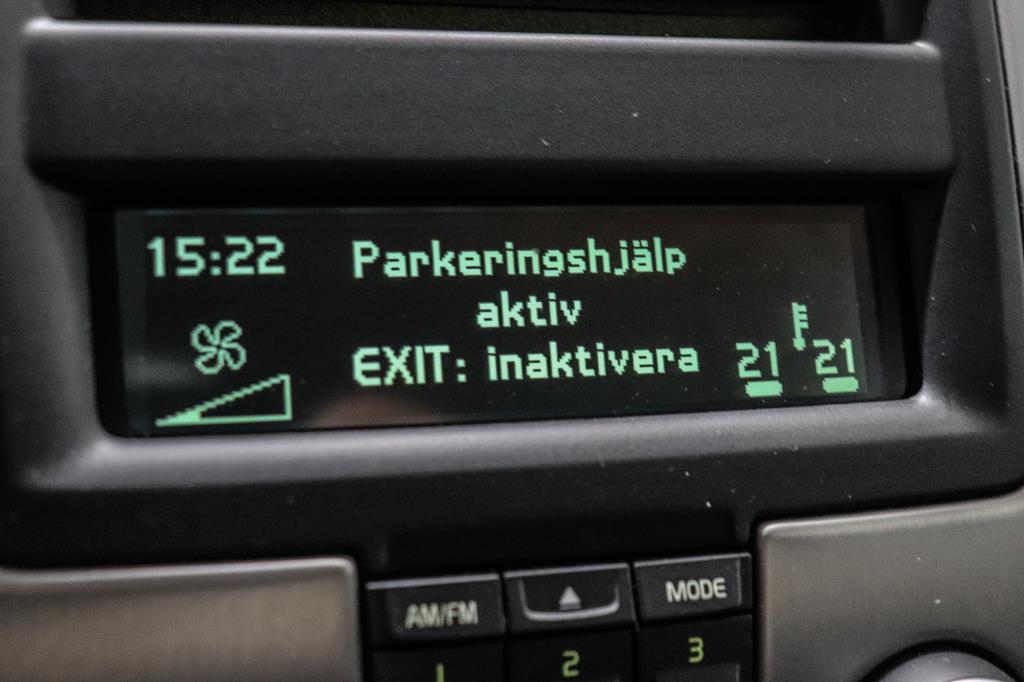 15:22
Parkeringshjälp
aktiv
EXIT: inaktivera
21 21
AM/FM
MODE
1 2 3